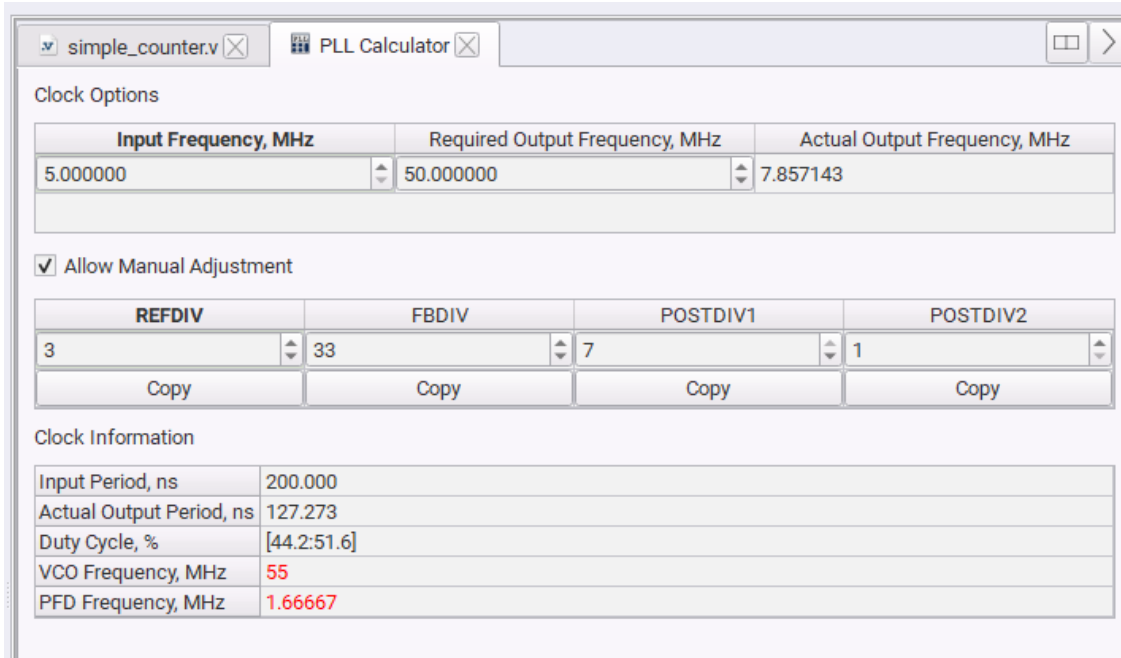 simple_counter.v PLL Calculator
Clock Options
Input Frequency, MHz Required Output Frequency, MHz Actual Output Frequency, MHz
5.000000 50.000000 7.857143
Allow Manual Adjustment
REFDIV FBDIV POSTDIV1 POSTDIV2
3 33 7 1
Copy Copy Copy Copy
Clock Information
Input Period, ns 200.000
Actual Output Period, ns 127.273
Duty Cycle, % [44.2:51.6]
VCO Frequency, MHz 55
PFD Frequency, MHz 1.66667